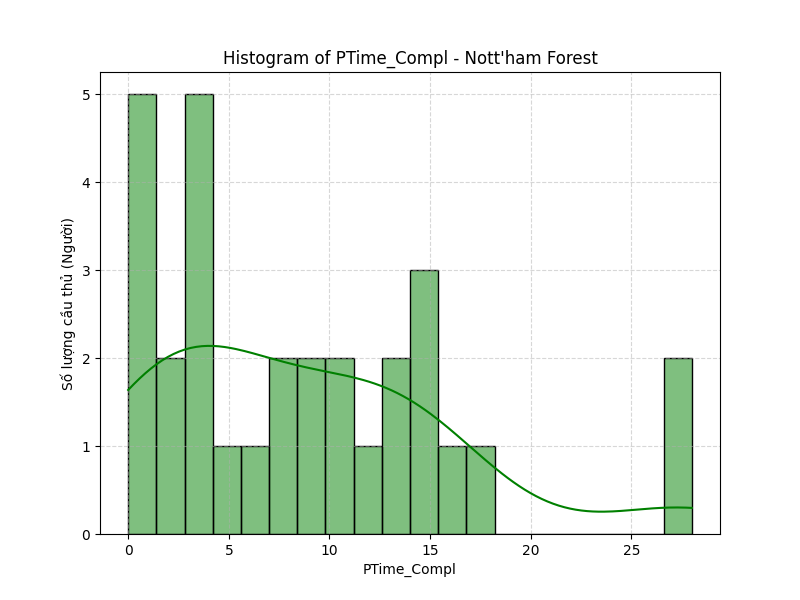 Histogram of PTime_Compl - Nott'ham Forest
Số lượng cầu thủ (Người)
5
4
3
2
1
0
0 5 10 15 20 25
PTime_Compl